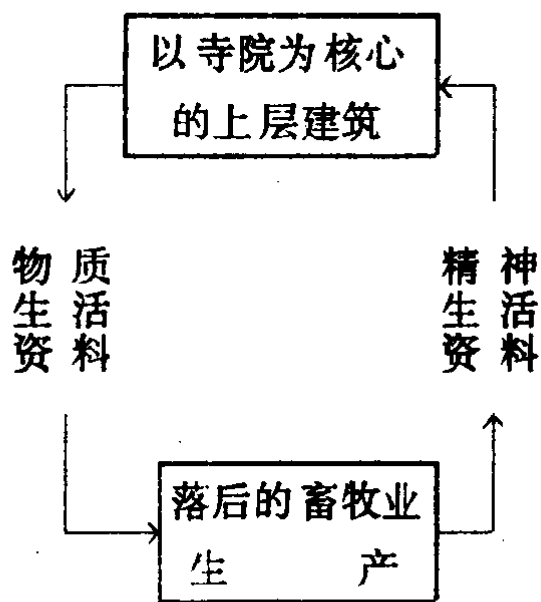 以寺院为核心
的上层建筑
物质
生活
资料
精神
生活
资料
落后的畜牧业
生产